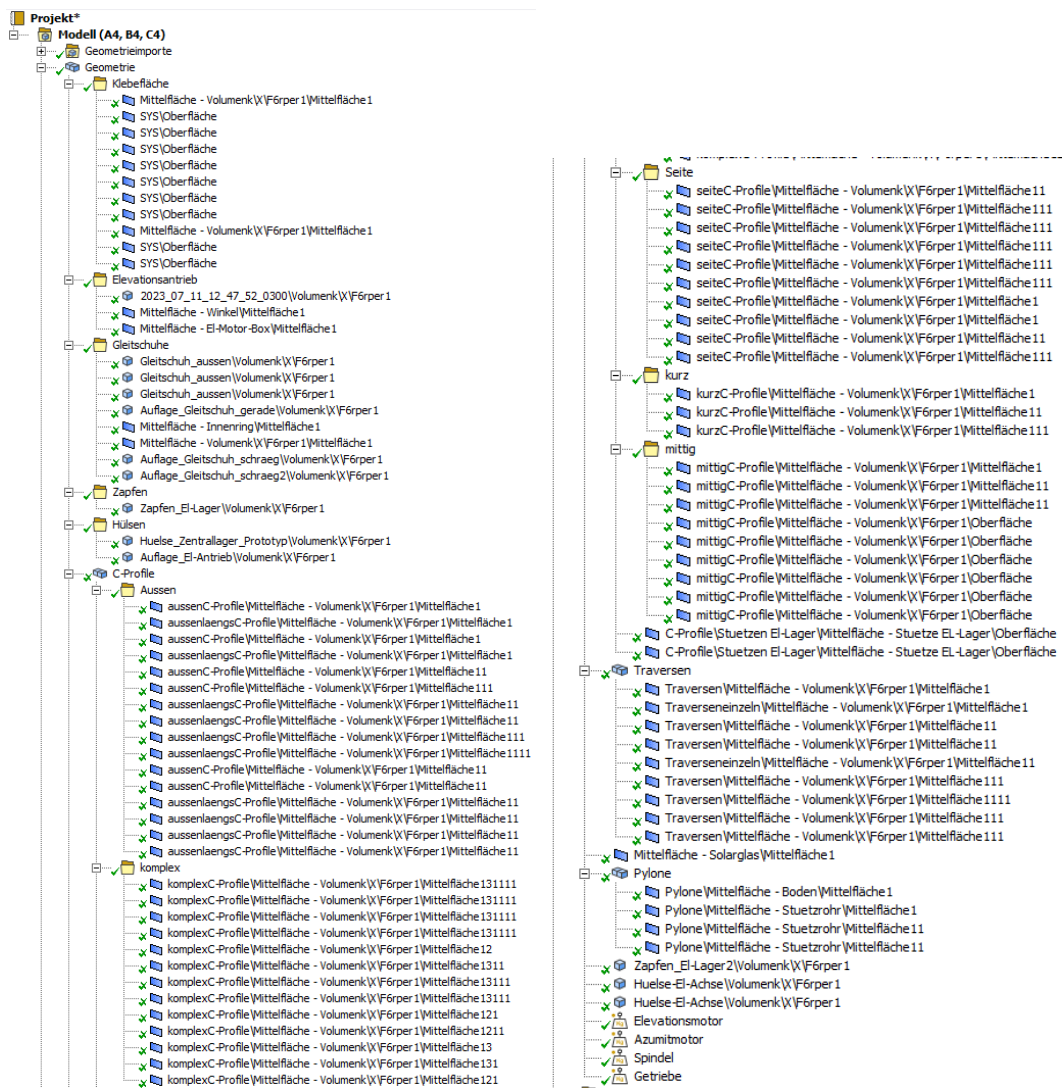 Projekt*
Modell (A4, B4, C4)
Geometrieimporte
Geometrie
Klebefläche
Mittelfläche - Volumenk\X\F6rper1\Mittelfläche1
SYS\Oberfläche
SYS\Oberfläche
SYS\Oberfläche
SYS\Oberfläche
SYS\Oberfläche
SYS\Oberfläche
SYS\Oberfläche
Mittelfläche - Volumenk\X\F6rper1\Mittelfläche1
SYS\Oberfläche
SYS\Oberfläche
Elevationsantrieb
2023_07_11_12_47_52_0300\Volumenk\X\F6rper1
Mittelfläche - Winkel\Mittelfläche1
Mittelfläche - El-Motor-Box\Mittelfläche1
Gleitschuhe
Gleitschuh_aussen\Volumenk\X\F6rper1
Gleitschuh_aussen\Volumenk\X\F6rper1
Gleitschuh_aussen\Volumenk\X\F6rper1
Auflage_Gleitschuh_gerade\Volumenk\X\F6rper1
Mittelfläche - Innenring\Mittelfläche1
Mittelfläche - Volumenk\X\F6rper1\Mittelfläche1
Auflage_Gleitschuh_schraeg\Volumenk\X\F6rper1
Auflage_Gleitschuh_schraeg2\Volumenk\X\F6rper1
Zapfen
Zapfen_El-Lager\Volumenk\X\F6rper1
Hülsen
Huelse_Zentrallager_Prototyp\Volumenk\X\F6rper1
Auflage_El-Antrieb\Volumenk\X\F6rper1
C-Profile
Aussen
aussenC-Profile\Mittelfläche - Volumenk\X\F6rper1\Mittelfläche1
aussenlaengsC-Profile\Mittelfläche - Volumenk\X\F6rper1\Mittelfläche1
aussenC-Profile\Mittelfläche - Volumenk\X\F6rper1\Mittelfläche1
aussenlaengsC-Profile\Mittelfläche - Volumenk\X\F6rper1\Mittelfläche1
aussenC-Profile\Mittelfläche - Volumenk\X\F6rper1\Mittelfläche11
aussenC-Profile\Mittelfläche - Volumenk\X\F6rper1\Mittelfläche111
aussenlaengsC-Profile\Mittelfläche - Volumenk\X\F6rper1\Mittelfläche11
aussenlaengsC-Profile\Mittelfläche - Volumenk\X\F6rper1\Mittelfläche11
aussenlaengsC-Profile\Mittelfläche - Volumenk\X\F6rper1\Mittelfläche111
aussenlaengsC-Profile\Mittelfläche - Volumenk\X\F6rper1\Mittelfläche1111
aussenC-Profile\Mittelfläche - Volumenk\X\F6rper1\Mittelfläche11
aussenC-Profile\Mittelfläche - Volumenk\X\F6rper1\Mittelfläche11
aussenlaengsC-Profile\Mittelfläche - Volumenk\X\F6rper1\Mittelfläche11
aussenlaengsC-Profile\Mittelfläche - Volumenk\X\F6rper1\Mittelfläche11
aussenlaengsC-Profile\Mittelfläche - Volumenk\X\F6rper1\Mittelfläche11
aussenlaengsC-Profile\Mittelfläche - Volumenk\X\F6rper1\Mittelfläche11
komplex
komplexC-Profile\Mittelfläche - Volumenk\X\F6rper1\Mittelfläche131111
komplexC-Profile\Mittelfläche - Volumenk\X\F6rper1\Mittelfläche131111
komplexC-Profile\Mittelfläche - Volumenk\X\F6rper1\Mittelfläche131111
komplexC-Profile\Mittelfläche - Volumenk\X\F6rper1\Mittelfläche131111
komplexC-Profile\Mittelfläche - Volumenk\X\F6rper1\Mittelfläche12
komplexC-Profile\Mittelfläche - Volumenk\X\F6rper1\Mittelfläche1311
komplexC-Profile\Mittelfläche - Volumenk\X\F6rper1\Mittelfläche13111
komplexC-Profile\Mittelfläche - Volumenk\X\F6rper1\Mittelfläche13111
komplexC-Profile\Mittelfläche - Volumenk\X\F6rper1\Mittelfläche121
komplexC-Profile\Mittelfläche - Volumenk\X\F6rper1\Mittelfläche1211
komplexC-Profile\Mittelfläche - Volumenk\X\F6rper1\Mittelfläche13
komplexC-Profile\Mittelfläche - Volumenk\X\F6rper1\Mittelfläche131
komplexC-Profile\Mittelfläche - Volumenk\X\F6rper1\Mittelfläche121
Seite
seiteC-Profile\Mittelfläche - Volumenk\X\F6rper1\Mittelfläche11
seiteC-Profile\Mittelfläche - Volumenk\X\F6rper1\Mittelfläche111
seiteC-Profile\Mittelfläche - Volumenk\X\F6rper1\Mittelfläche111
seiteC-Profile\Mittelfläche - Volumenk\X\F6rper1\Mittelfläche111
seiteC-Profile\Mittelfläche - Volumenk\X\F6rper1\Mittelfläche111
seiteC-Profile\Mittelfläche - Volumenk\X\F6rper1\Mittelfläche111
seiteC-Profile\Mittelfläche - Volumenk\X\F6rper1\Mittelfläche1
seiteC-Profile\Mittelfläche - Volumenk\X\F6rper1\Mittelfläche1
seiteC-Profile\Mittelfläche - Volumenk\X\F6rper1\Mittelfläche11
seiteC-Profile\Mittelfläche - Volumenk\X\F6rper1\Mittelfläche11
kurz
kurzC-Profile\Mittelfläche - Volumenk\X\F6rper1\Mittelfläche1
kurzC-Profile\Mittelfläche - Volumenk\X\F6rper1\Mittelfläche11
kurzC-Profile\Mittelfläche - Volumenk\X\F6rper1\Mittelfläche111
mittig
mittigC-Profile\Mittelfläche - Volumenk\X\F6rper1\Mittelfläche1
mittigC-Profile\Mittelfläche - Volumenk\X\F6rper1\Mittelfläche11
mittigC-Profile\Mittelfläche - Volumenk\X\F6rper1\Mittelfläche11
mittigC-Profile\Mittelfläche - Volumenk\X\F6rper1\Oberfläche
mittigC-Profile\Mittelfläche - Volumenk\X\F6rper1\Oberfläche
mittigC-Profile\Mittelfläche - Volumenk\X\F6rper1\Oberfläche
mittigC-Profile\Mittelfläche - Volumenk\X\F6rper1\Oberfläche
mittigC-Profile\Mittelfläche - Volumenk\X\F6rper1\Oberfläche
mittigC-Profile\Mittelfläche - Volumenk\X\F6rper1\Oberfläche
C-Profile\Stuetzen El-Lager\Mittelfläche - Stuetze EL-Lager\Oberfläche
C-Profile\Stuetzen El-Lager\Mittelfläche - Stuetze EL-Lager\Oberfläche
Traversen
Traversen\Mittelfläche - Volumenk\X\F6rper1\Mittelfläche1
Traverseneinzeln\Mittelfläche - Volumenk\X\F6rper1\Mittelfläche1
Traversen\Mittelfläche - Volumenk\X\F6rper1\Mittelfläche11
Traversen\Mittelfläche - Volumenk\X\F6rper1\Mittelfläche11
Traverseneinzeln\Mittelfläche - Volumenk\X\F6rper1\Mittelfläche11
Traversen\Mittelfläche - Volumenk\X\F6rper1\Mittelfläche111
Traversen\Mittelfläche - Volumenk\X\F6rper1\Mittelfläche1111
Traversen\Mittelfläche - Volumenk\X\F6rper1\Mittelfläche111
Traversen\Mittelfläche - Volumenk\X\F6rper1\Mittelfläche111
Mittelfläche - Solarglas\Mittelfläche1
Pylone
Pylone\Mittelfläche - Boden\Mittelfläche1
Pylone\Mittelfläche - Stuetzrohr\Mittelfläche1
Pylone\Mittelfläche - Stuetzrohr\Mittelfläche11
Pylone\Mittelfläche - Stuetzrohr\Mittelfläche11
Zapfen_El-Lager2\Volumenk\X\F6rper1
Huelse-El-Achse\Volumenk\X\F6rper1
Huelse-El-Achse\Volumenk\X\F6rper1
Elevationsmotor
Azumitmotor
Spindel
Getriebe